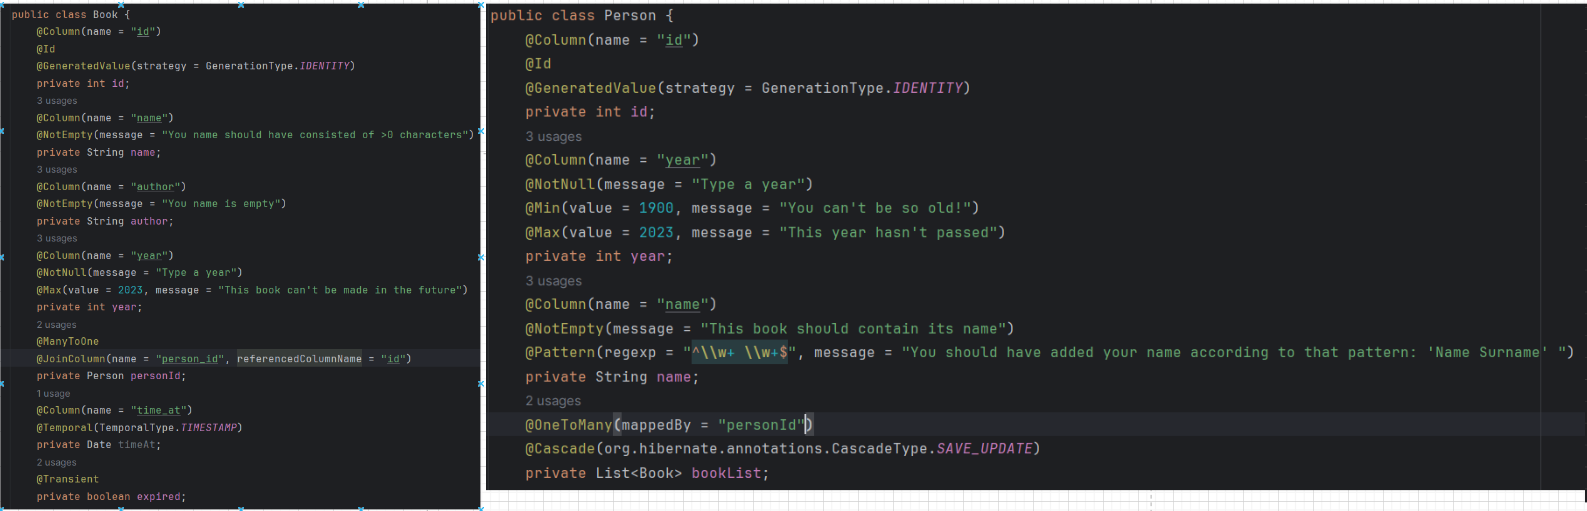 public class Book {
@Column(name = "id")
@Id
@GeneratedValue(strategy = GenerationType.IDENTITY)
private int id;
3 usages
@Column(name = "name")
@NotEmpty(message = "You name should have consisted of >0 characters")
private String name;
3 usages
@Column(name = "author")
@NotEmpty(message = "You name is empty")
private String author;
3 usages
@Column(name = "year")
@NotNull(message = "Type a year")
@Max(value = 2023, message = "This book can't be made in the future")
private int year;
2 usages
@ManyToOne
@JoinColumn(name = "person_id", referencedColumnName = "id")
private Person personId;
1 usage
@Column(name = "time_at")
@Temporal(TemporalType.TIMESTAMP)
private Date timeAt;
2 usages
@Transient
private boolean expired;
public class Person {
@Column(name = "id")
@Id
@GeneratedValue(strategy = GenerationType.IDENTITY)
private int id;
3 usages
@Column(name = "year")
@NotNull(message = "Type a year")
@Min(value = 1900, message = "You can't be so old!")
@Max(value = 2023, message = "This year hasn't passed")
private int year;
3 usages
@Column(name = "name")
@NotEmpty(message = "This book should contain its name")
@Pattern(regexp = "^\\w+ \\w+$", message = "You should have added your name according to that pattern: 'Name Surname' ")
private String name;
2 usages
@OneToMany(mappedBy = "personId")
@Cascade(org.hibernate.annotations.CascadeType.SAVE_UPDATE)
private List<Book> bookList;